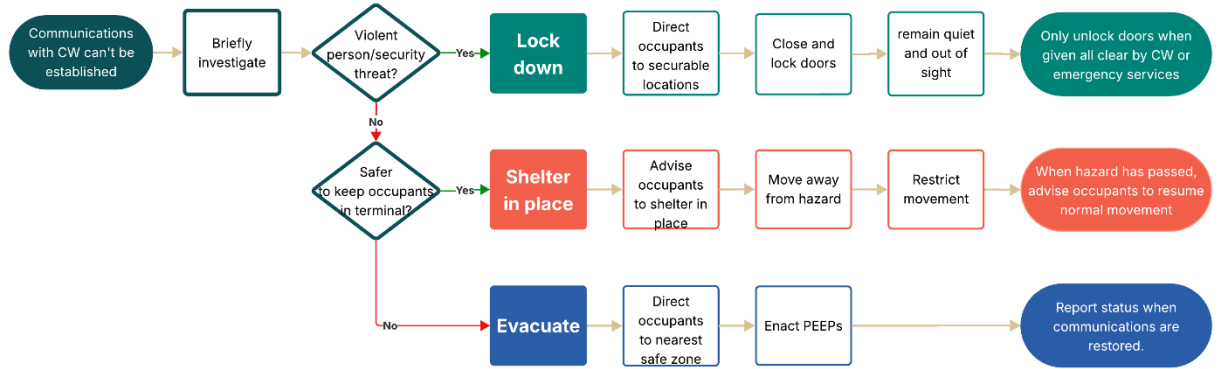 Communications
with CW can't be
established
Briefly
investigate
Violent
person/security
threat?
Yes
Lock
down
Direct
occupants
to securable
locations
Close and
lock doors
remain quiet
and out of
sight
Only unlock doors when
given all clear by CW or
emergency services
No
Safer
to keep occupants
in terminal?
Yes
Shelter
in place
Advise
occupants
to shelter in
place
Move away
from hazard
Restrict
movement
When hazard has passed,
advise occupants to resume
normal movement
No
Evacuate
Direct
occupants
to nearest
safe zone
Enact PEEPs
Report status when
communications are
restored.